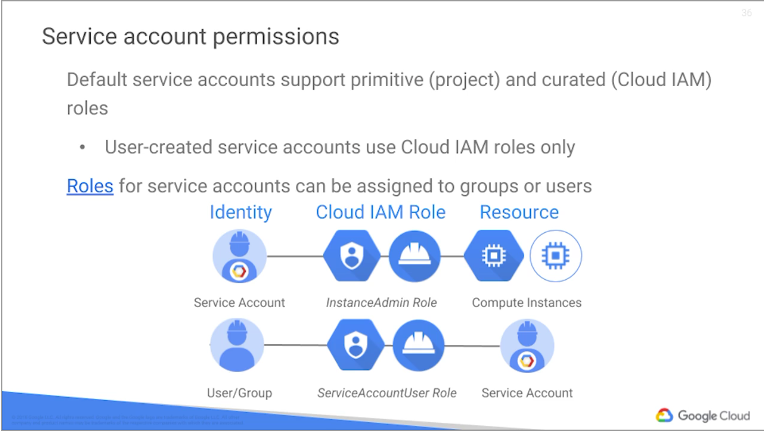 36
Service account permissions
Default service accounts support primitive (project) and curated (Cloud IAM)
roles
• User-created service accounts use Cloud IAM roles only
Roles for service accounts can be assigned to groups or users
Identity Cloud IAM Role Resource
Service Account InstanceAdmin Role Compute Instances
User/Group ServiceAccountUser Role Service Account
Google Cloud